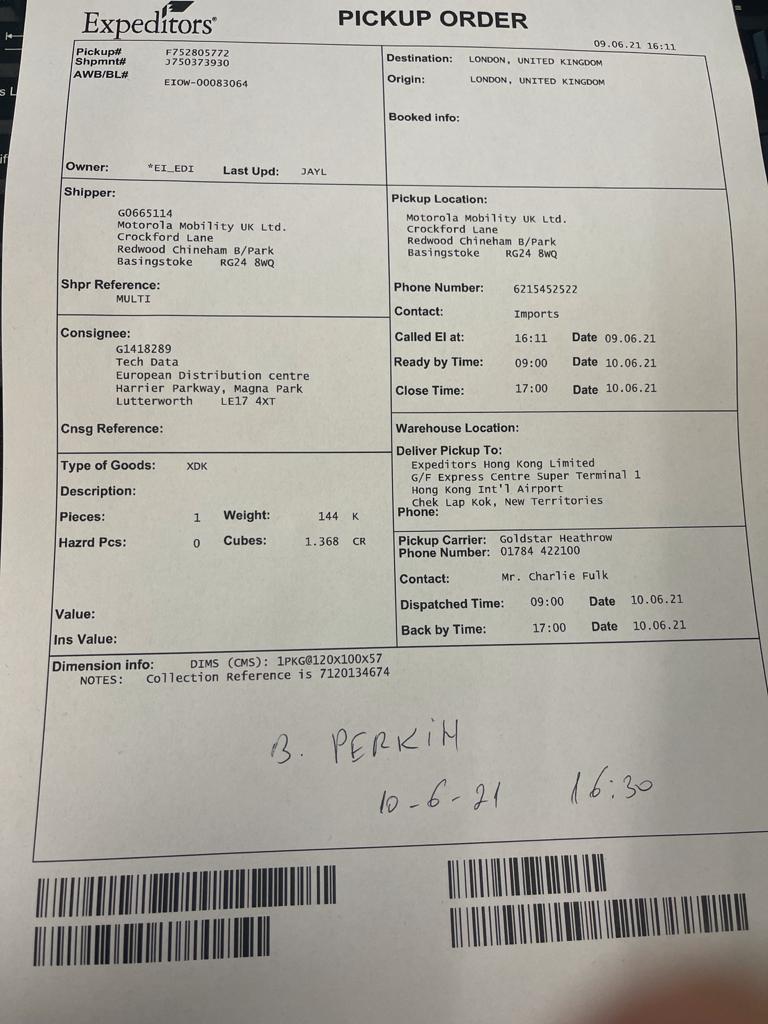 Expeditors®
PICKUP ORDER
09.06.21 16:11
Pickup# F752805772
Shpmnt# J750373930
AWB/BL#
EIOW-00083064
Owner: *EI_EDI Last Upd: JAYL
Destination: LONDON, UNITED KINGDOM
Origin: LONDON, UNITED KINGDOM
Booked info:
Shipper:
G0665114
Motorola Mobility UK Ltd.
Crockford Lane
Redwood Chineham B/Park
Basingstoke RG24 8WQ
Shpr Reference:
MULTI
Pickup Location:
Motorola Mobility UK Ltd.
Crockford Lane
Redwood Chineham B/Park
Basingstoke RG24 8WQ
Phone Number: 6215452522
Contact: Imports
Called EI at: 16:11 Date 09.06.21
Ready by Time: 09:00 Date 10.06.21
Close Time: 17:00 Date 10.06.21
Consignee:
G1418289
Tech Data
European Distribution centre
Harrier Parkway, Magna Park
Lutterworth LE17 4XT
Cnsg Reference:
Warehouse Location:
Deliver Pickup To:
Expeditors Hong Kong Limited
G/F Express Centre Super Terminal 1
Hong Kong Int'l Airport
Chek Lap Kok, New Territories
Phone:
Type of Goods: XDK
Description:
Pieces: 1 Weight: 144 K
Hazrd Pcs: 0 Cubes: 1.368 CR
Value:
Ins Value:
Pickup Carrier: Goldstar Heathrow
Phone Number: 01784 422100
Contact: Mr. Charlie Fulk
Dispatched Time: 09:00 Date 10.06.21
Back by Time: 17:00 Date 10.06.21
Dimension info: DIMS (CMS): 1PKG@120X100X57
NOTES: Collection Reference is 7120134674
B. PERKIN
10-6-21 16:30